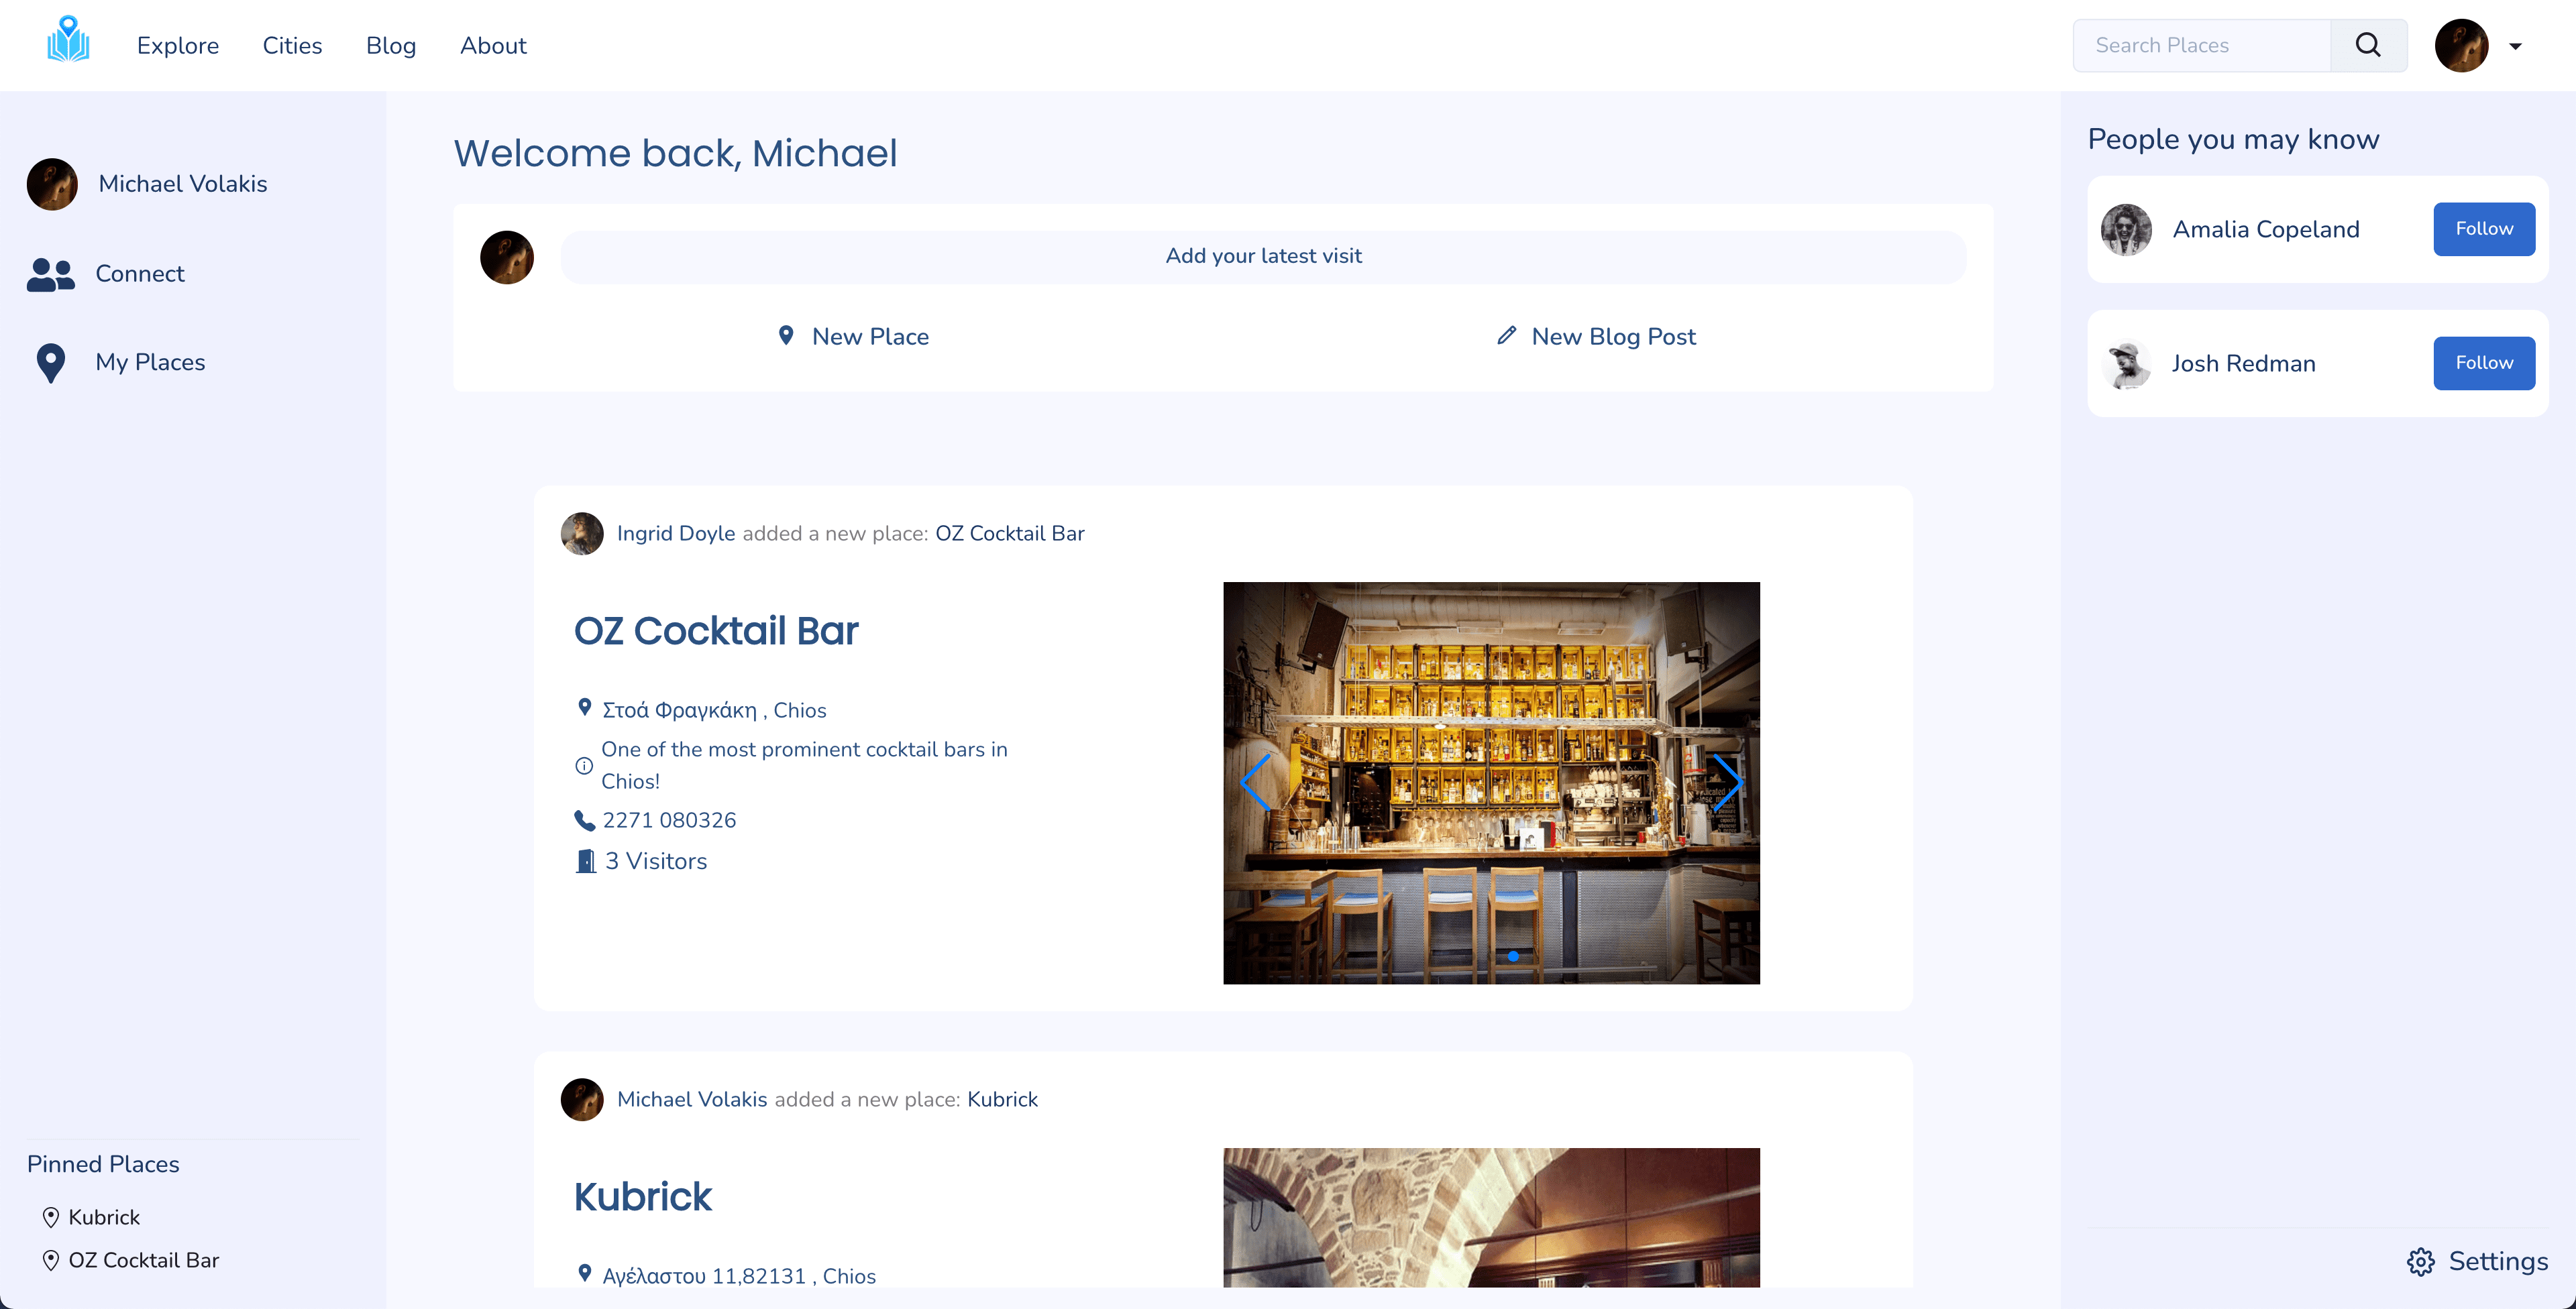 Explore
Cities
Blog
About
Search Places
Michael Volakis
Connect
My Places
Pinned Places
Kubrick
OZ Cocktail Bar
Welcome back, Michael
Add your latest visit
New Place
New Blog Post
Ingrid Doyle added a new place: OZ Cocktail Bar
OZ Cocktail Bar
Στοά Φραγκάκη , Chios
One of the most prominent cocktail bars in
Chios!
2271 080326
3 Visitors
Michael Volakis added a new place: Kubrick
Kubrick
Αγέλαστου 11,82131 , Chios
People you may know
Amalia Copeland
Follow
Josh Redman
Follow
Settings